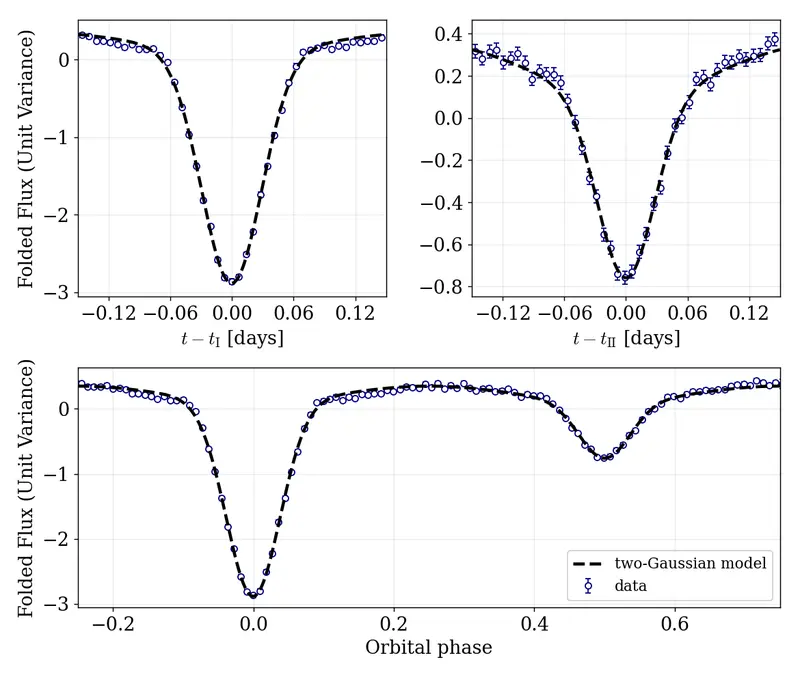 Folded Flux (Unit Variance)
0
−1
−2
−3
−0.12 −0.06 0.00 0.06 0.12
t − tI [days]
0.4
0.2
0.0
−0.2
−0.4
−0.6
−0.8
−0.12 −0.06 0.00 0.06 0.12
t − tII [days]
Folded Flux (Unit Variance)
0
−1
−2
−3
−0.2 0.0 0.2 0.4 0.6
Orbital phase
two-Gaussian model
data